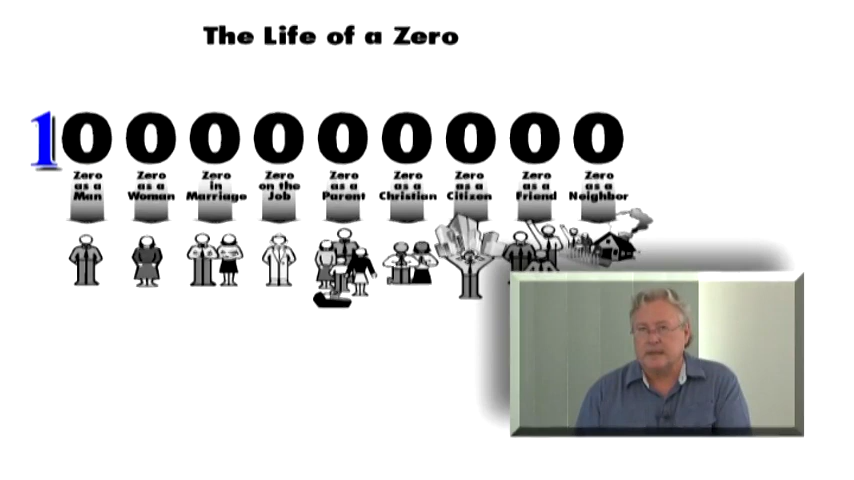 The Life of a Zero
1000000000
Zero as a Man
Zero as a Woman
Zero in Marriage
Zero on the Job
Zero as a Parent
Zero as a Christian
Zero as a Citizen
Zero as a Friend
Zero as a Neighbor